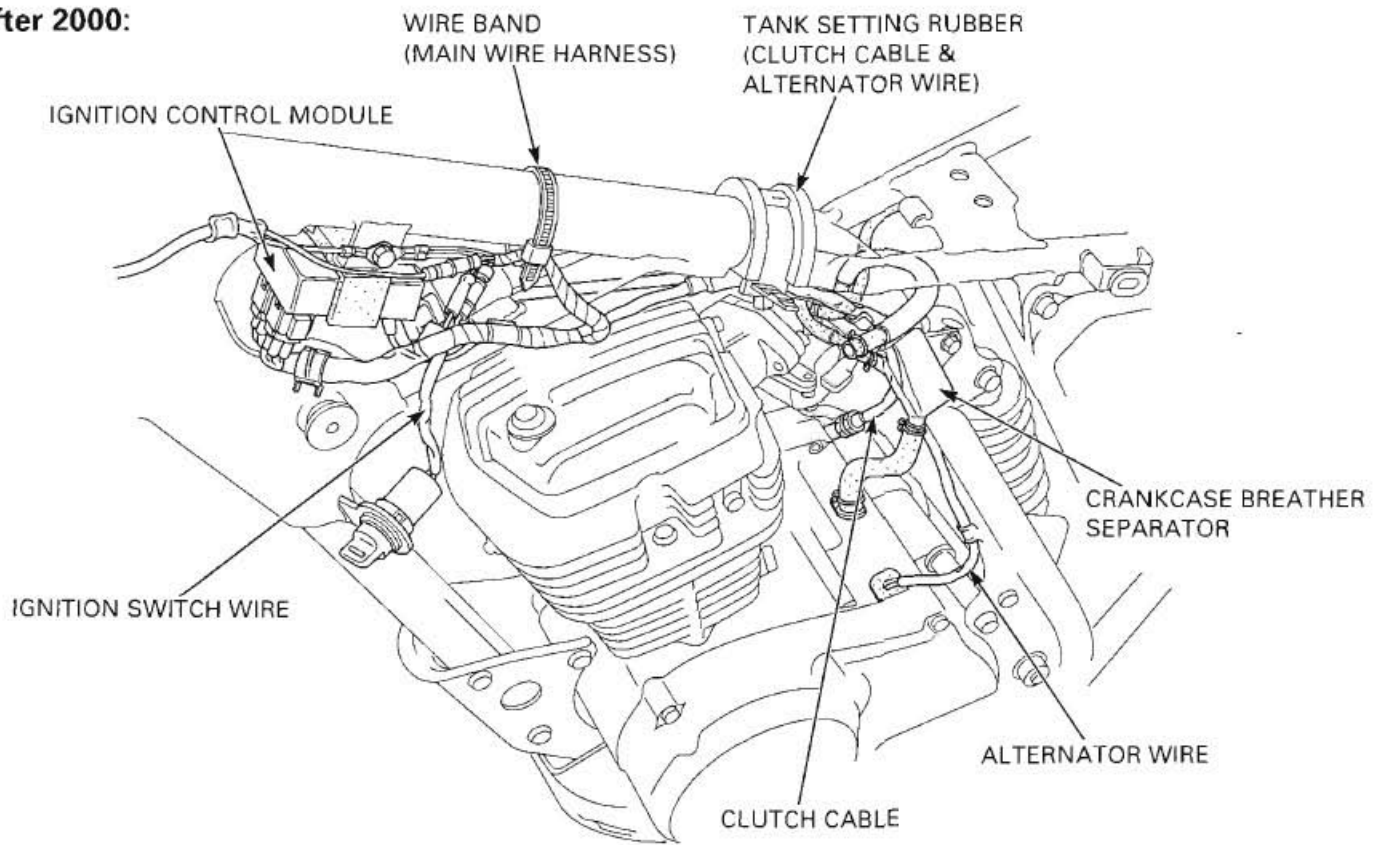 fter 2000:
WIRE BAND
(MAIN WIRE HARNESS)
TANK SETTING RUBBER
(CLUTCH CABLE &
ALTERNATOR WIRE)
IGNITION CONTROL MODULE
CRANKCASE BREATHER
SEPARATOR
IGNITION SWITCH WIRE
ALTERNATOR WIRE
CLUTCH CABLE